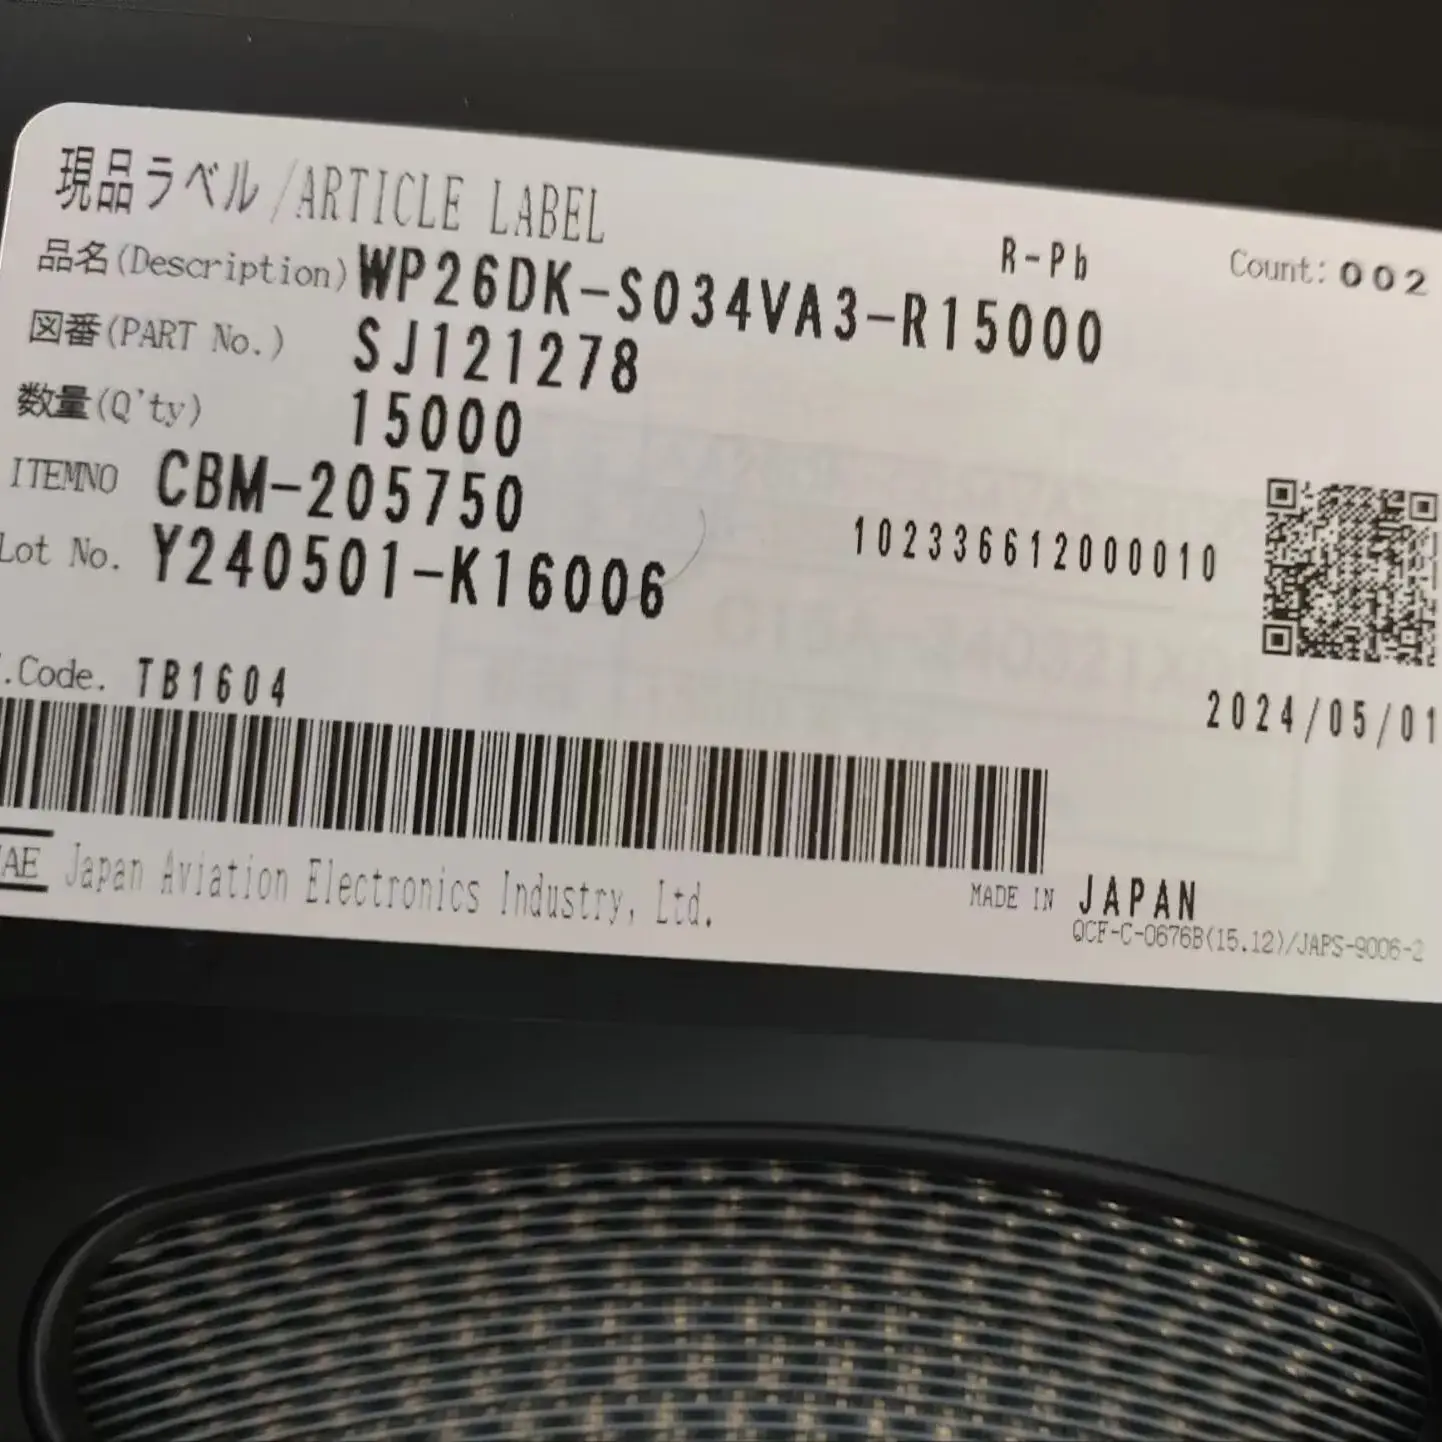 現品ラベル/ARTICLE LABEL
R-Pb
Count: 002
品名(Description) WP26DK-S034VA3-R15000
図番(PART No.) SJ121278
数量(Q'ty) 15000
ITEMNO CBM-205750
Lot No. Y240501-K16006
102336612000010
.Code. TB1604
2024/05/01
JAE Japan Aviation Electronics Industry, Ltd.
MADE IN JAPAN
QCF-C-0676B(15.12)/JAPS-9006-2